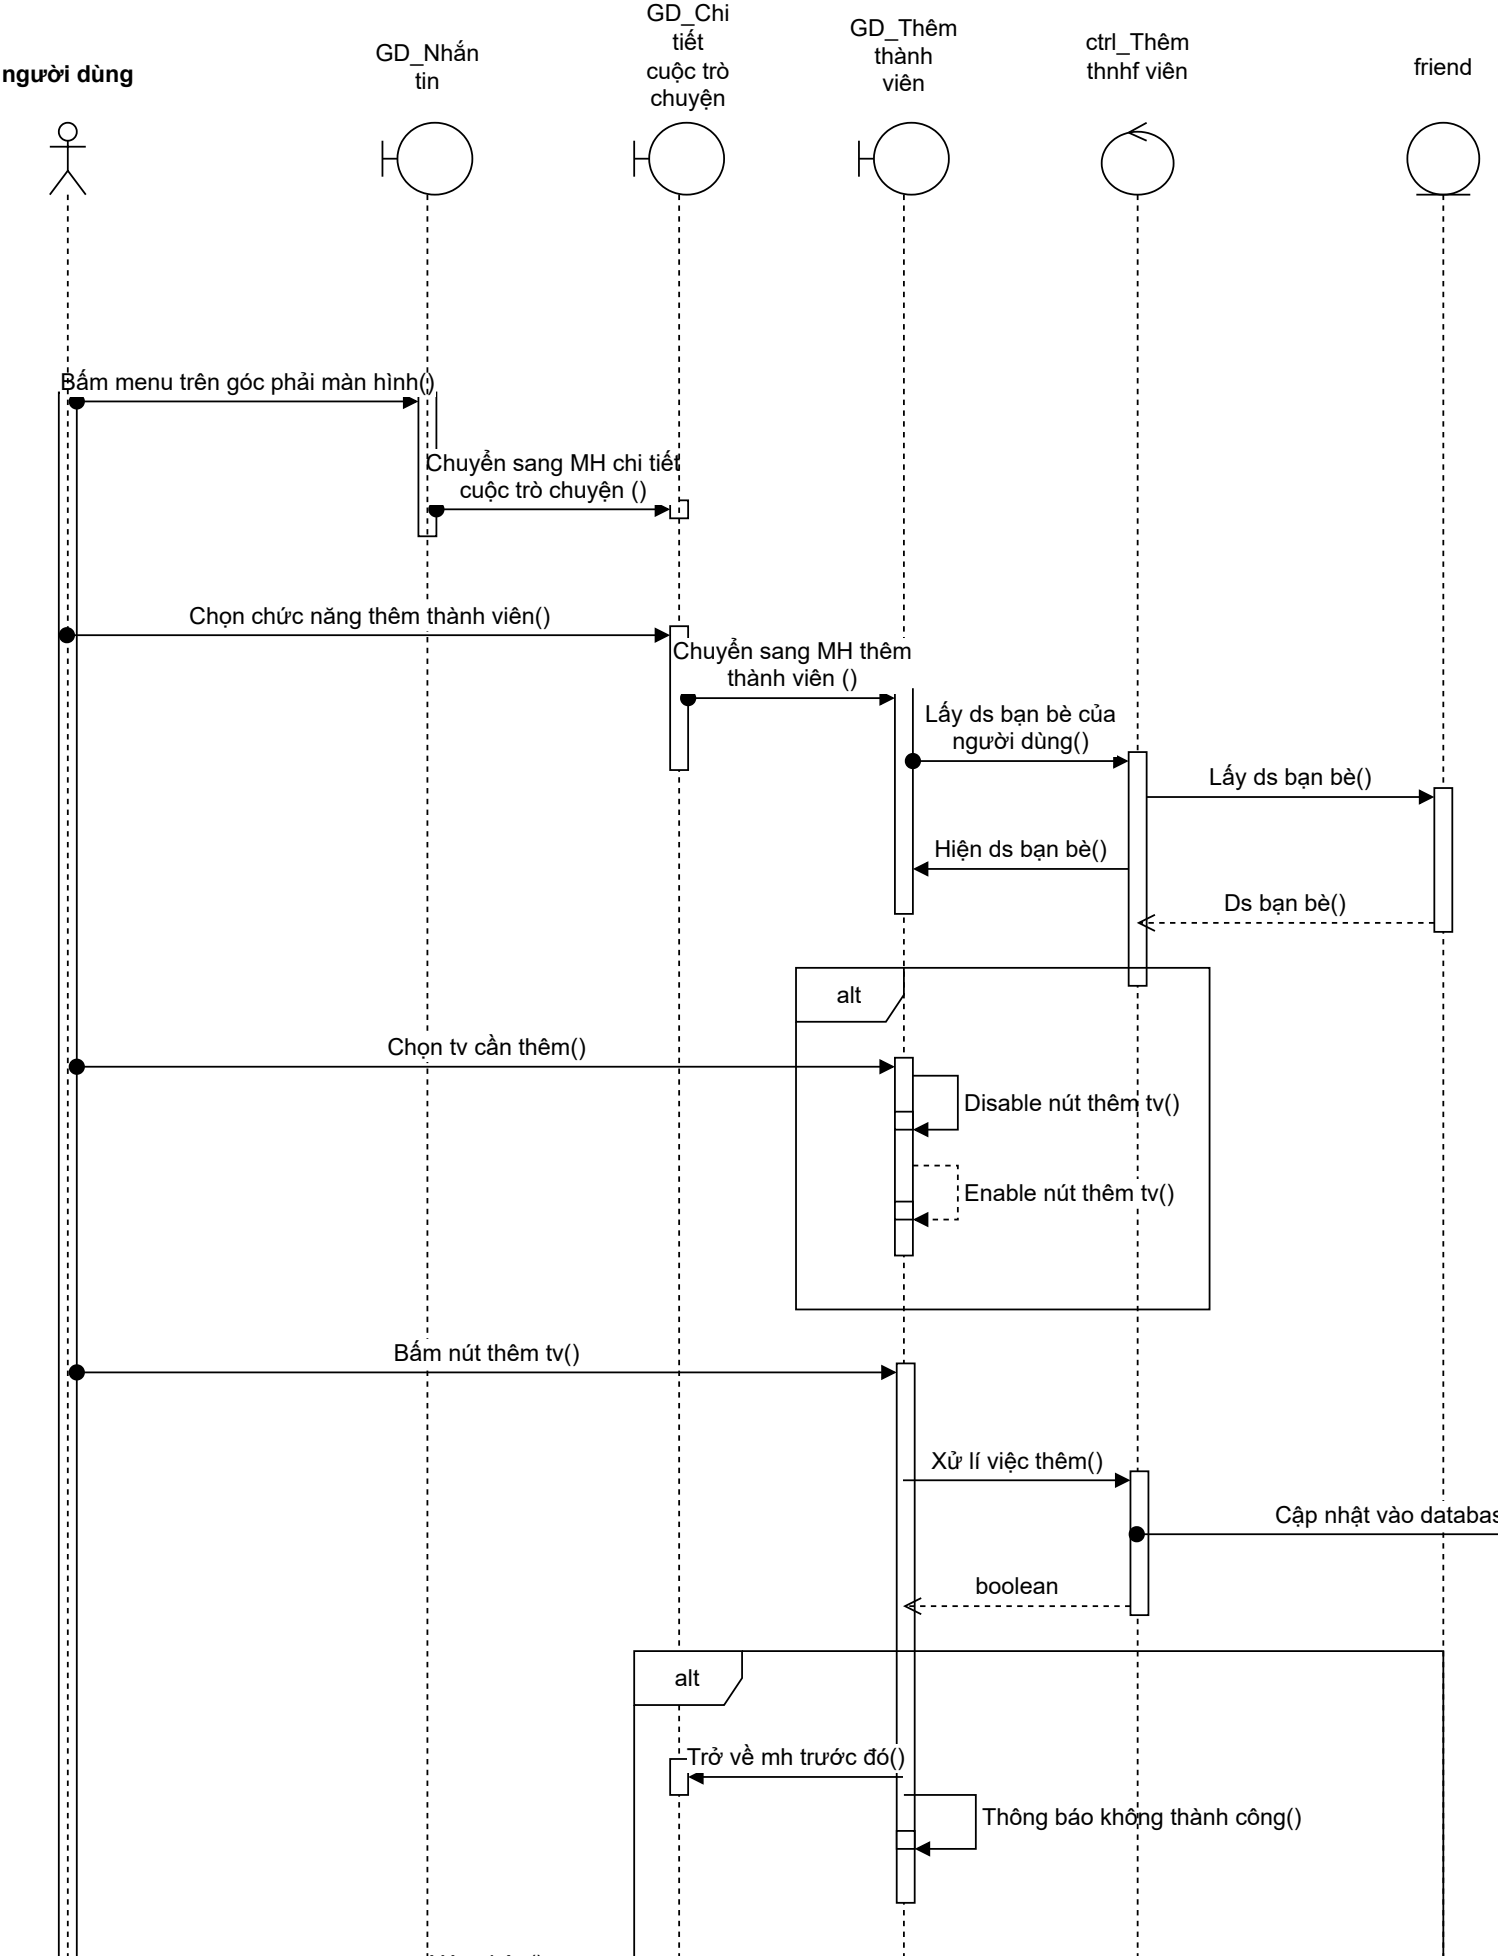 người dùng
GD_Nhắn
tin
GD_Chi
tiết
cuộc trò
chuyện
GD_Thêm
thành
viên
ctrl_Thêm
thnhf viên
friend
Bấm menu trên góc phải màn hình()
Chuyển sang MH chi tiết
cuộc trò chuyện ()
Chọn chức năng thêm thành viên()
Chuyển sang MH thêm
thành viên ()
Lấy ds bạn bè của
người dùng()
Lấy ds bạn bè()
Hiện ds bạn bè()
Ds bạn bè()
alt
Chọn tv cần thêm()
Disable nút thêm tv()
Enable nút thêm tv()
Bấm nút thêm tv()
Xử lí việc thêm()
Cập nhật vào databas
boolean
alt
Trở về mh trước đó()
Thông báo không thành công()